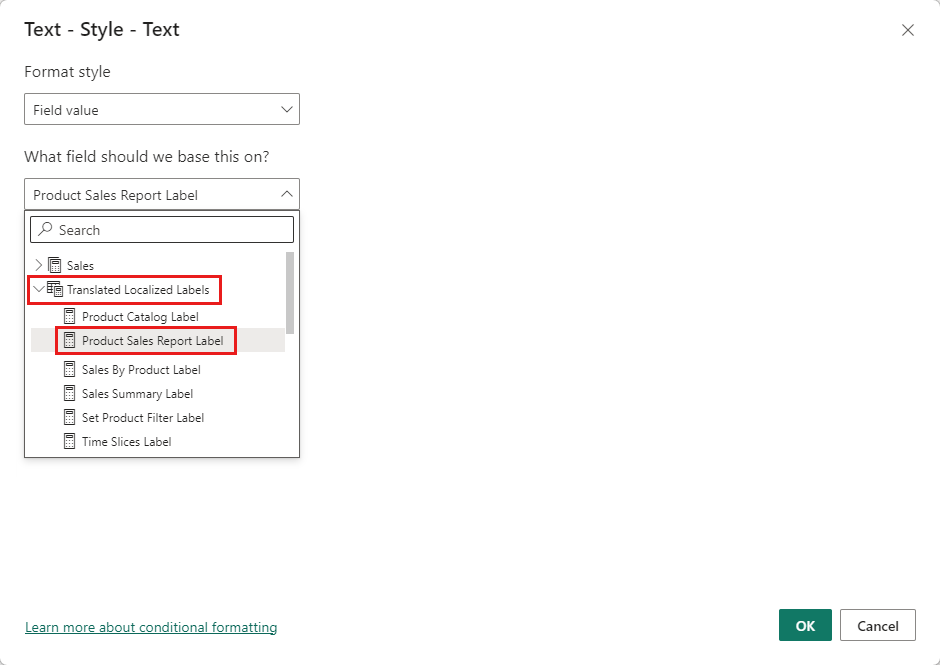 Text - Style - Text
Format style
Field value
What field should we base this on?
Product Sales Report Label
Search
Sales
Translated Localized Labels
Product Catalog Label
Product Sales Report Label
Sales By Product Label
Sales Summary Label
Set Product Filter Label
Time Slices Label
Learn more about conditional formatting
OK
Cancel